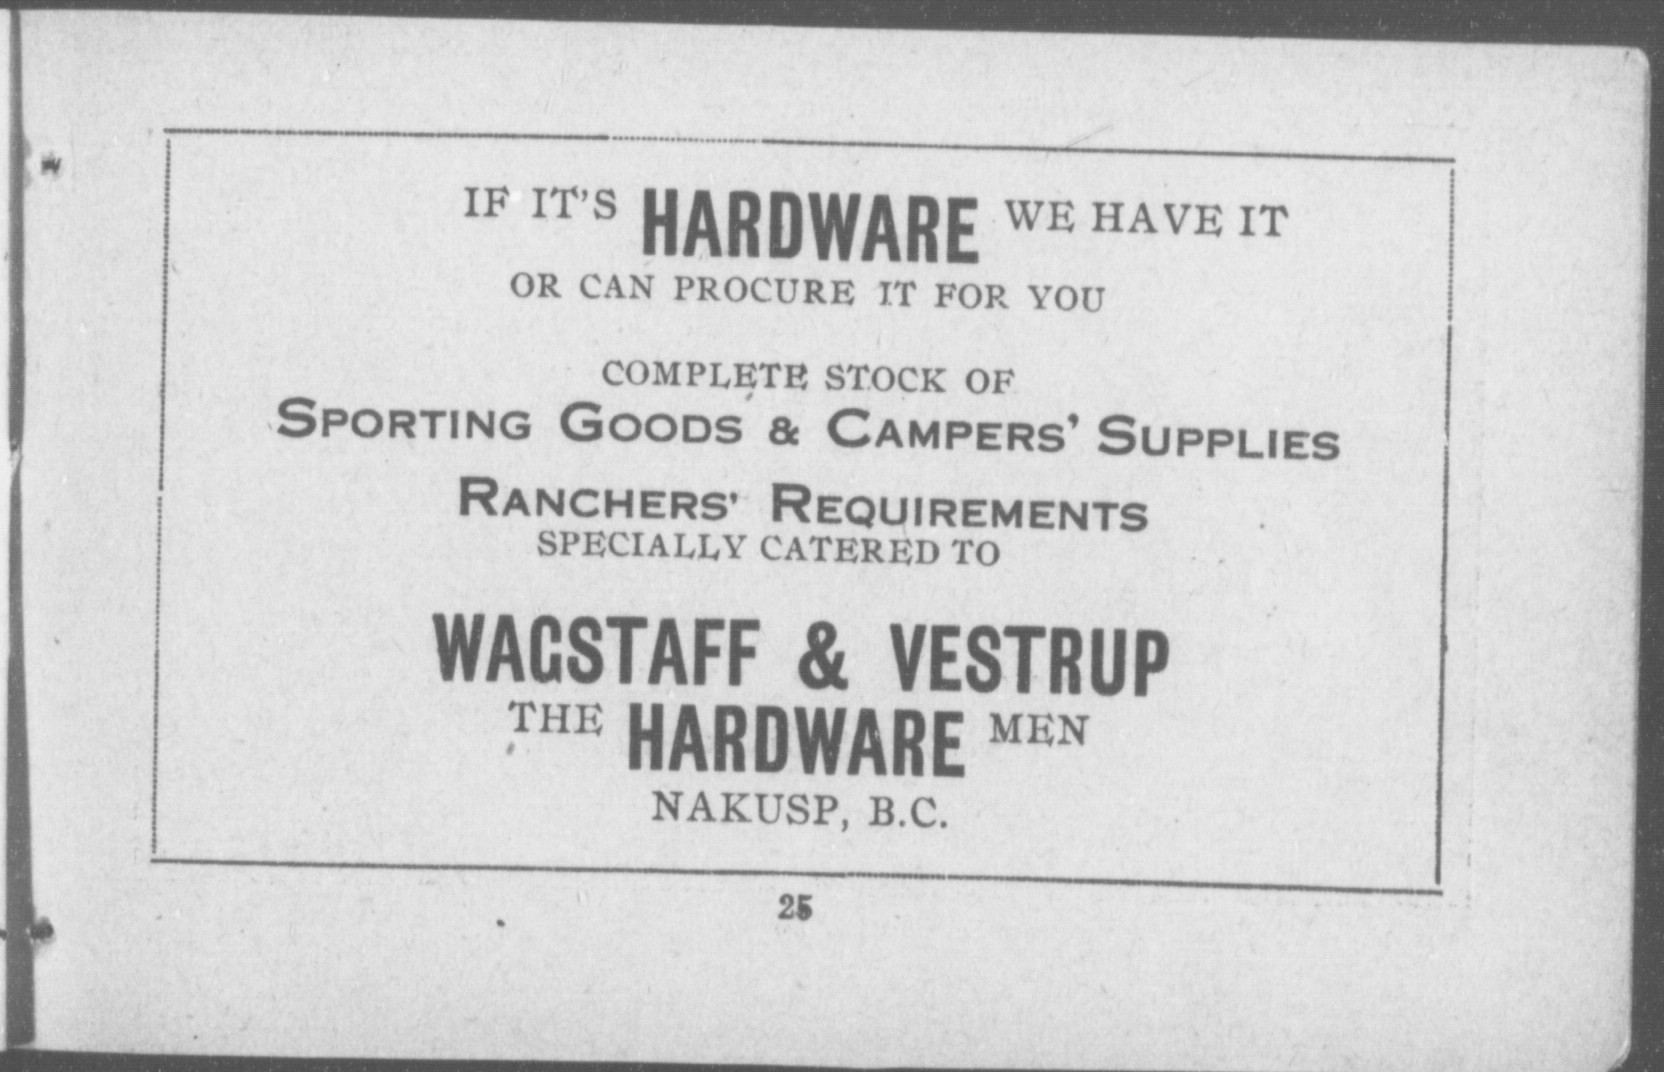 IF IT'S HARDWARE WE HAVE IT
OR CAN PROCURE IT FOR YOU
COMPLETE STOCK OF
SPORTING GOODS & CAMPERS' SUPPLIES
RANCHERS' REQUIREMENTS
SPECIALLY CATERED TO
WAGSTAFF & VESTRUP
THE HARDWARE MEN
NAKUSP, B.C.
25